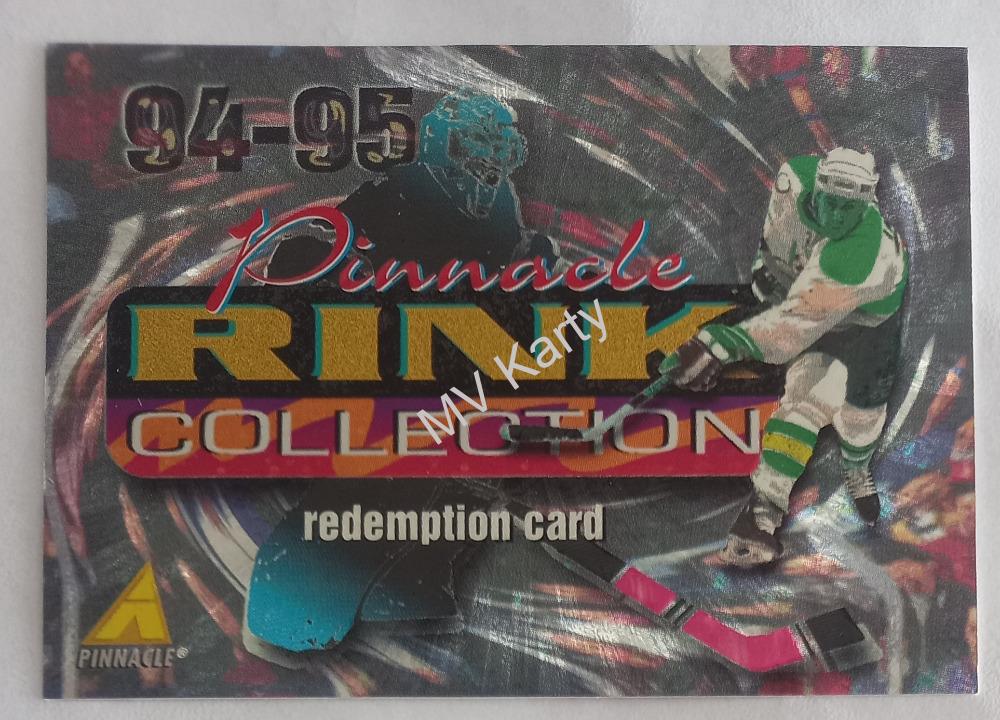 94-95
Pinnacle
RINK
COLLECTION
redemption card
PINNACLE®
MV Karty